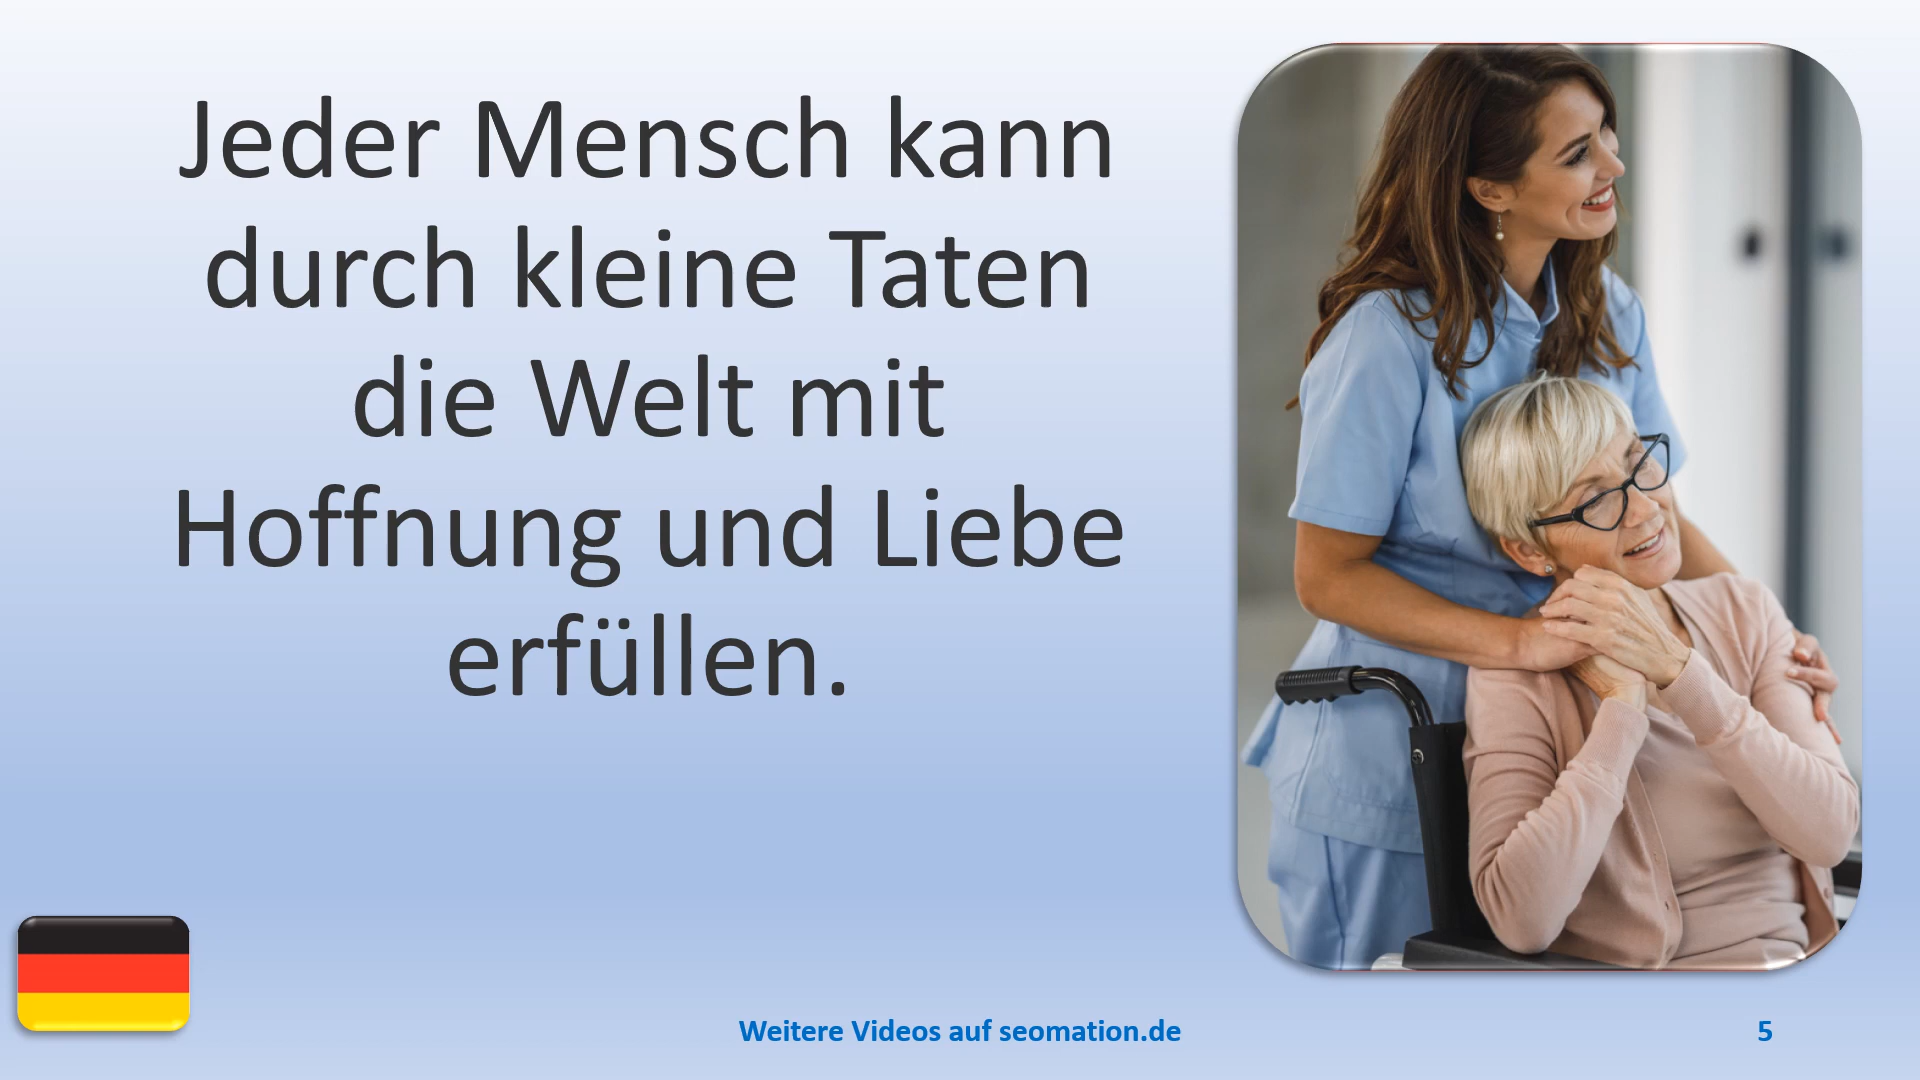 Jeder Mensch kann
durch kleine Taten
die Welt mit
Hoffnung und Liebe
erfüllen.
Weitere Videos auf seomation.de
5